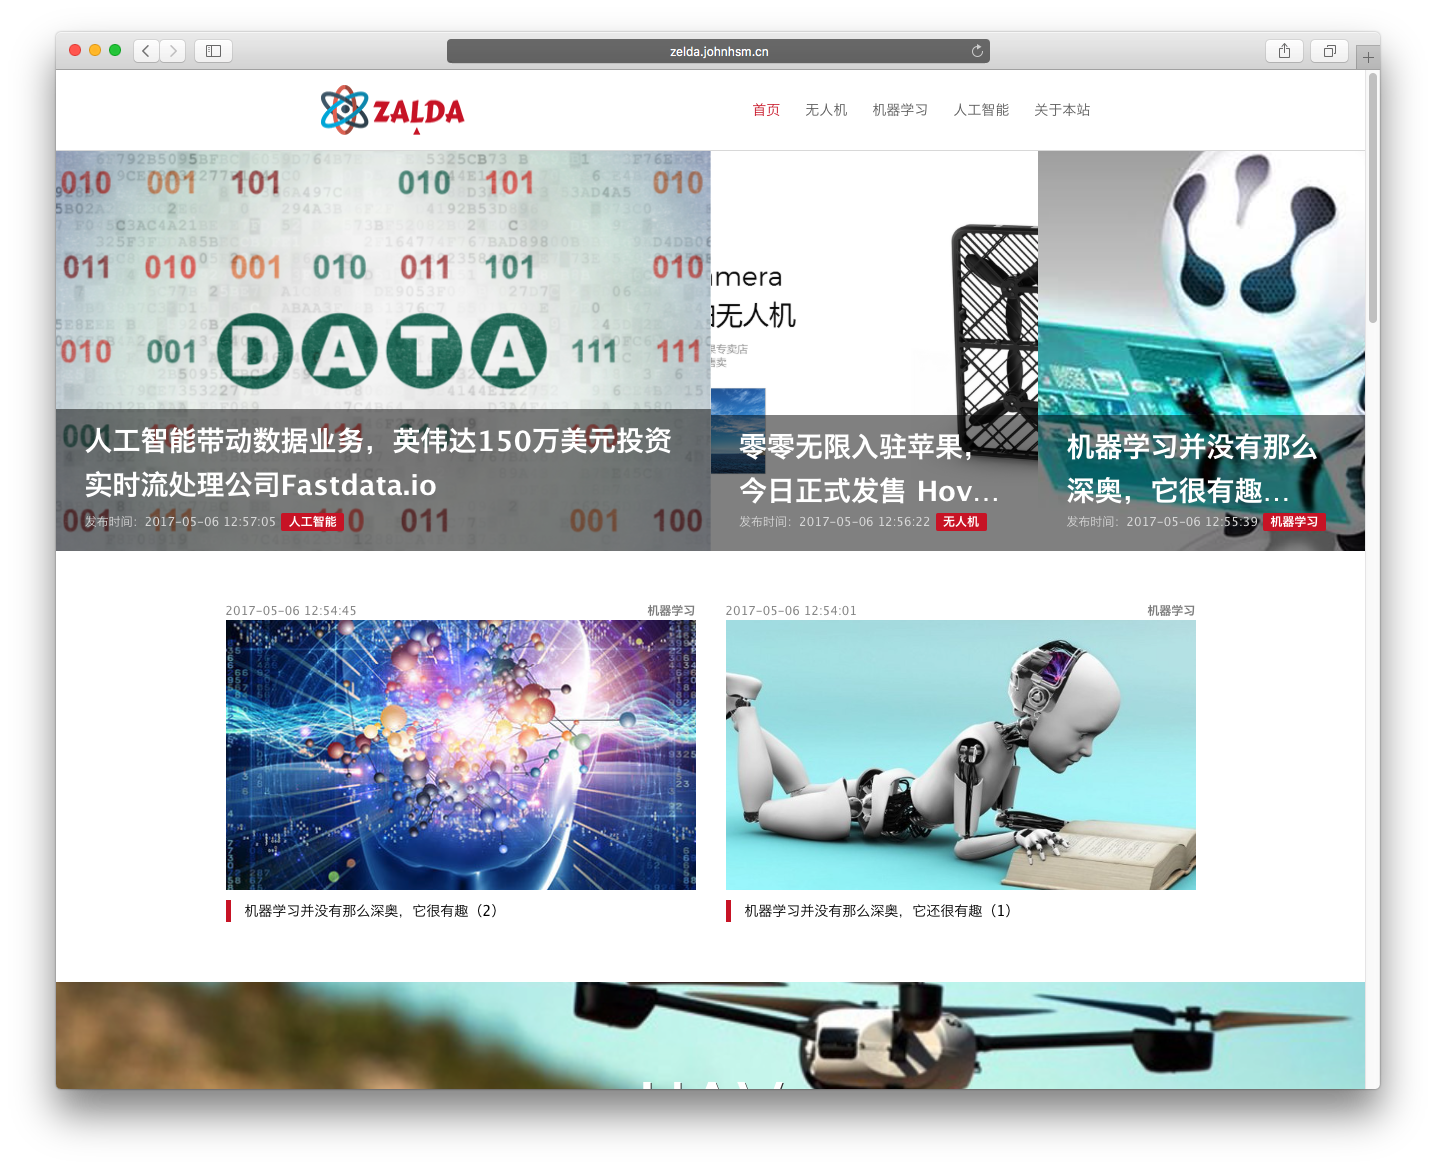 zelda.johnhsm.cn
ZALDA
首页 无人机 机器学习 人工智能 关于本站
010 001 101 010 101 010
011 010 001 010 011 101 010
010 001 DATA 111 111
amera
无人机
专卖店
人工智能带动数据业务，英伟达150万美元投资
实时流处理公司Fastdata.io
发布时间：2017-05-06 12:57:05 人工智能
零零无限入驻苹果，
今日正式发售 Hov...
发布时间：2017-05-06 12:56:22 无人机
机器学习并没有那么
深奥，它很有趣...
发布时间：2017-05-06 12:55:39 机器学习
001 101 010 011 001 100
2017-05-06 12:54:45 机器学习
机器学习并没有那么深奥，它很有趣（2）
2017-05-06 12:54:01 机器学习
机器学习并没有那么深奥，它还很有趣（1）